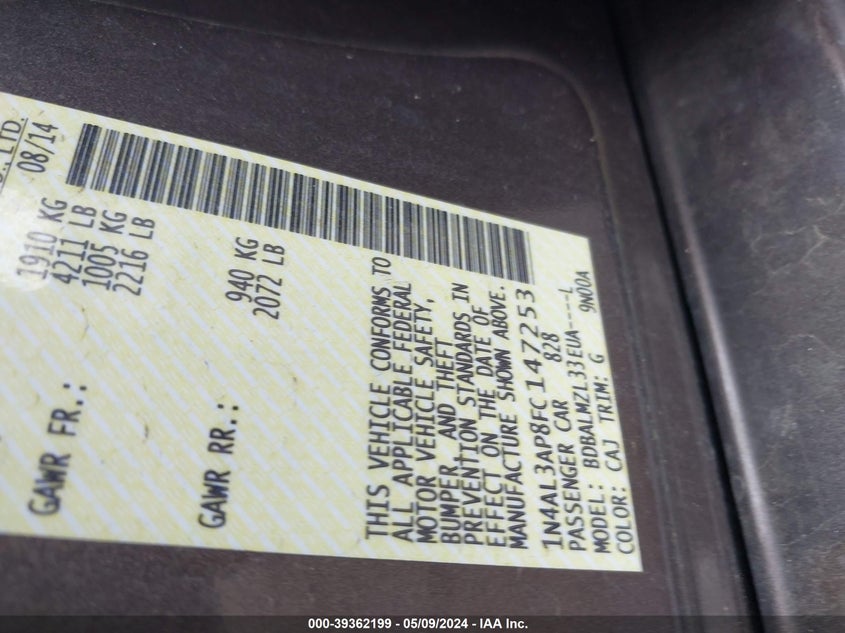 ., LTD.
08/14
1910 KG
4211 LB
1005 KG
2216 LB
GAWR FR.:
940 KG
2072 LB
GAWR RR.:
THIS VEHICLE CONFORMS TO
ALL APPLICABLE FEDERAL
MOTOR VEHICLE SAFETY,
BUMPER, AND THEFT
PREVENTION STANDARDS IN
EFFECT ON THE DATE OF
MANUFACTURE SHOWN ABOVE.
1N4AL3AP8FC147253
PASSENGER CAR 828
MODEL: BDBALMZL33EUA----L
COLOR: CAJ TRIM: G 9N00A
000-39362199 - 05/09/2024 - IAA Inc.